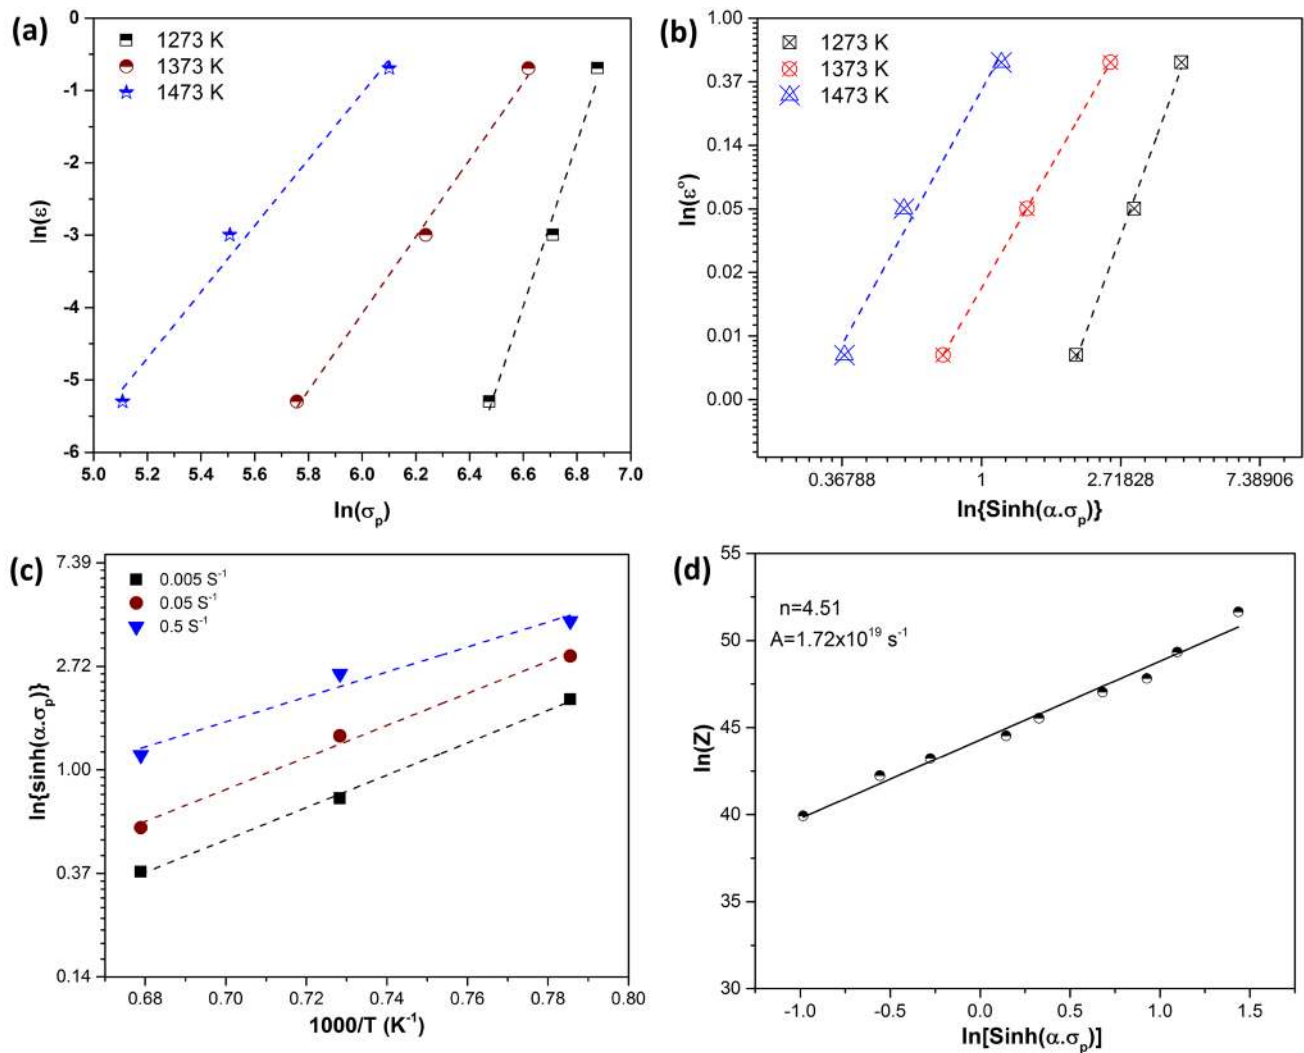 (a)
1273 K
1373 K
1473 K
0
-1
-2
-3
-4
-5
-6
ln(ε)
5.0 5.2 5.4 5.6 5.8 6.0 6.2 6.4 6.6 6.8 7.0
ln(σp)
(b)
1273 K
1373 K
1473 K
1.00
0.37
0.14
0.05
0.02
0.01
0.00
ln(ε°)
0.36788 1 2.71828 7.38906
ln{Sinh(α.σp)}
(c)
0.005 S-1
0.05 S-1
0.5 S-1
7.39
2.72
1.00
0.37
0.14
ln{sinh(α.σp)}
0.68 0.70 0.72 0.74 0.76 0.78 0.80
1000/T (K-1)
(d)
n=4.51
A=1.72x10^19 s-1
55
50
45
40
35
30
ln(Z)
-1.0 -0.5 0.0 0.5 1.0 1.5
ln[Sinh(α.σp)]